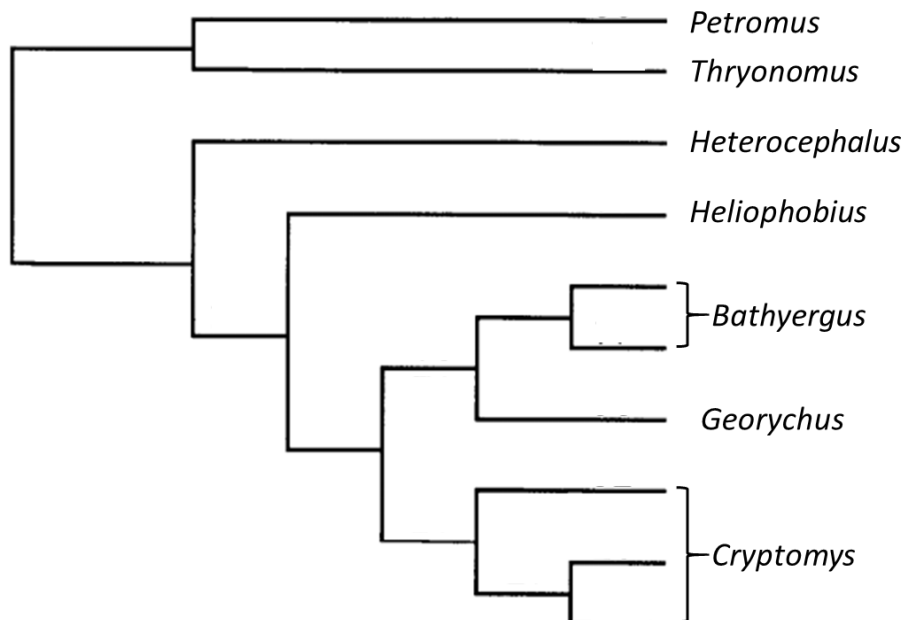 Petromus
Thryonomus
Heterocephalus
Heliophobius
Bathyergus
Georychus
Cryptomys